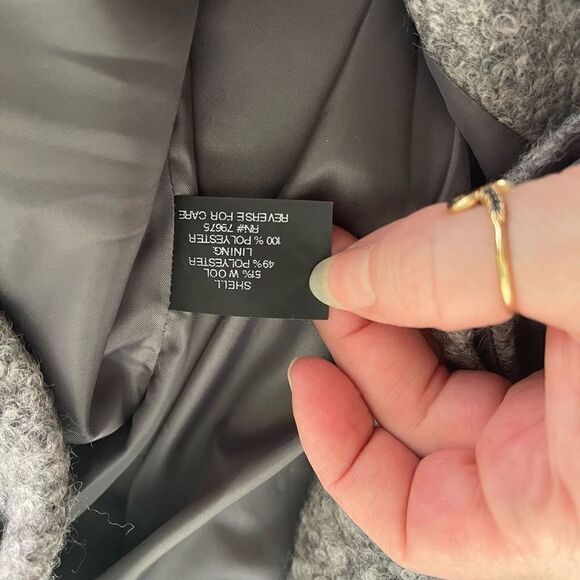 SHELL
51% WOOL
49% POLYESTER
LINING:
100 % POLYESTER
RN# 79675
REVERSE FOR CARE